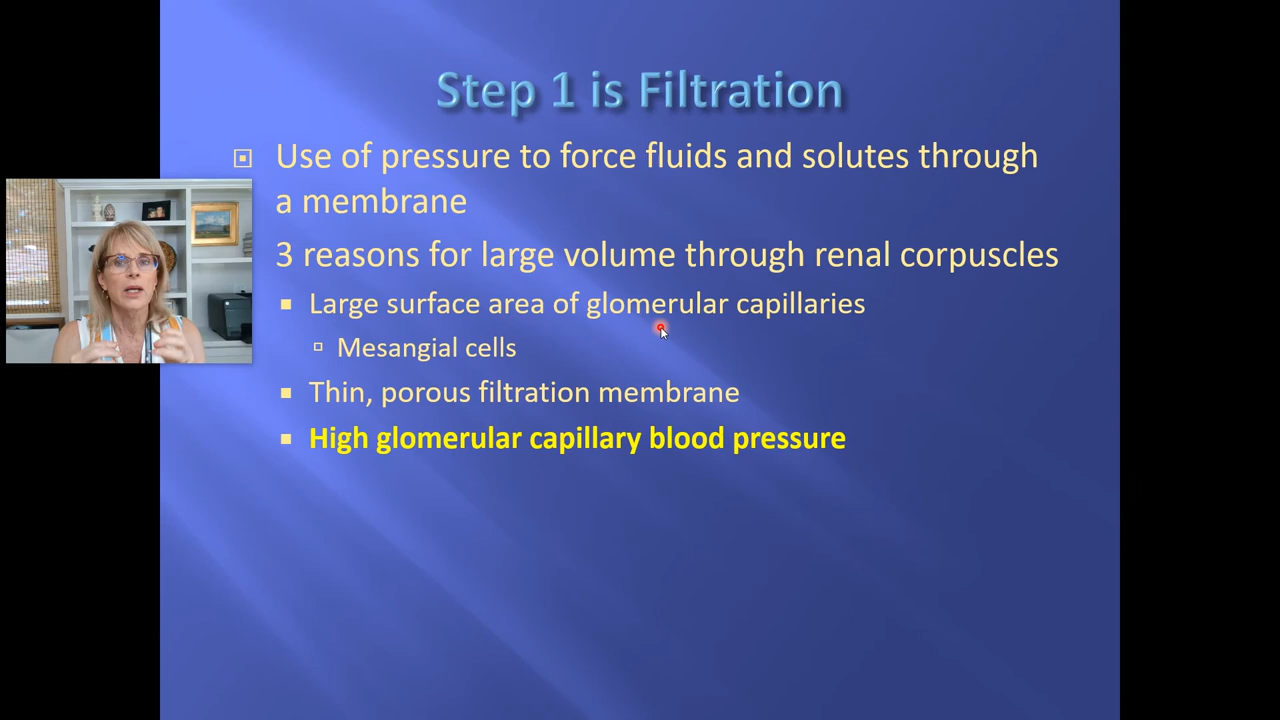 Step 1 is Filtration
Use of pressure to force fluids and solutes through
a membrane
3 reasons for large volume through renal corpuscles
Large surface area of glomerular capillaries
Mesangial cells
Thin, porous filtration membrane
High glomerular capillary blood pressure